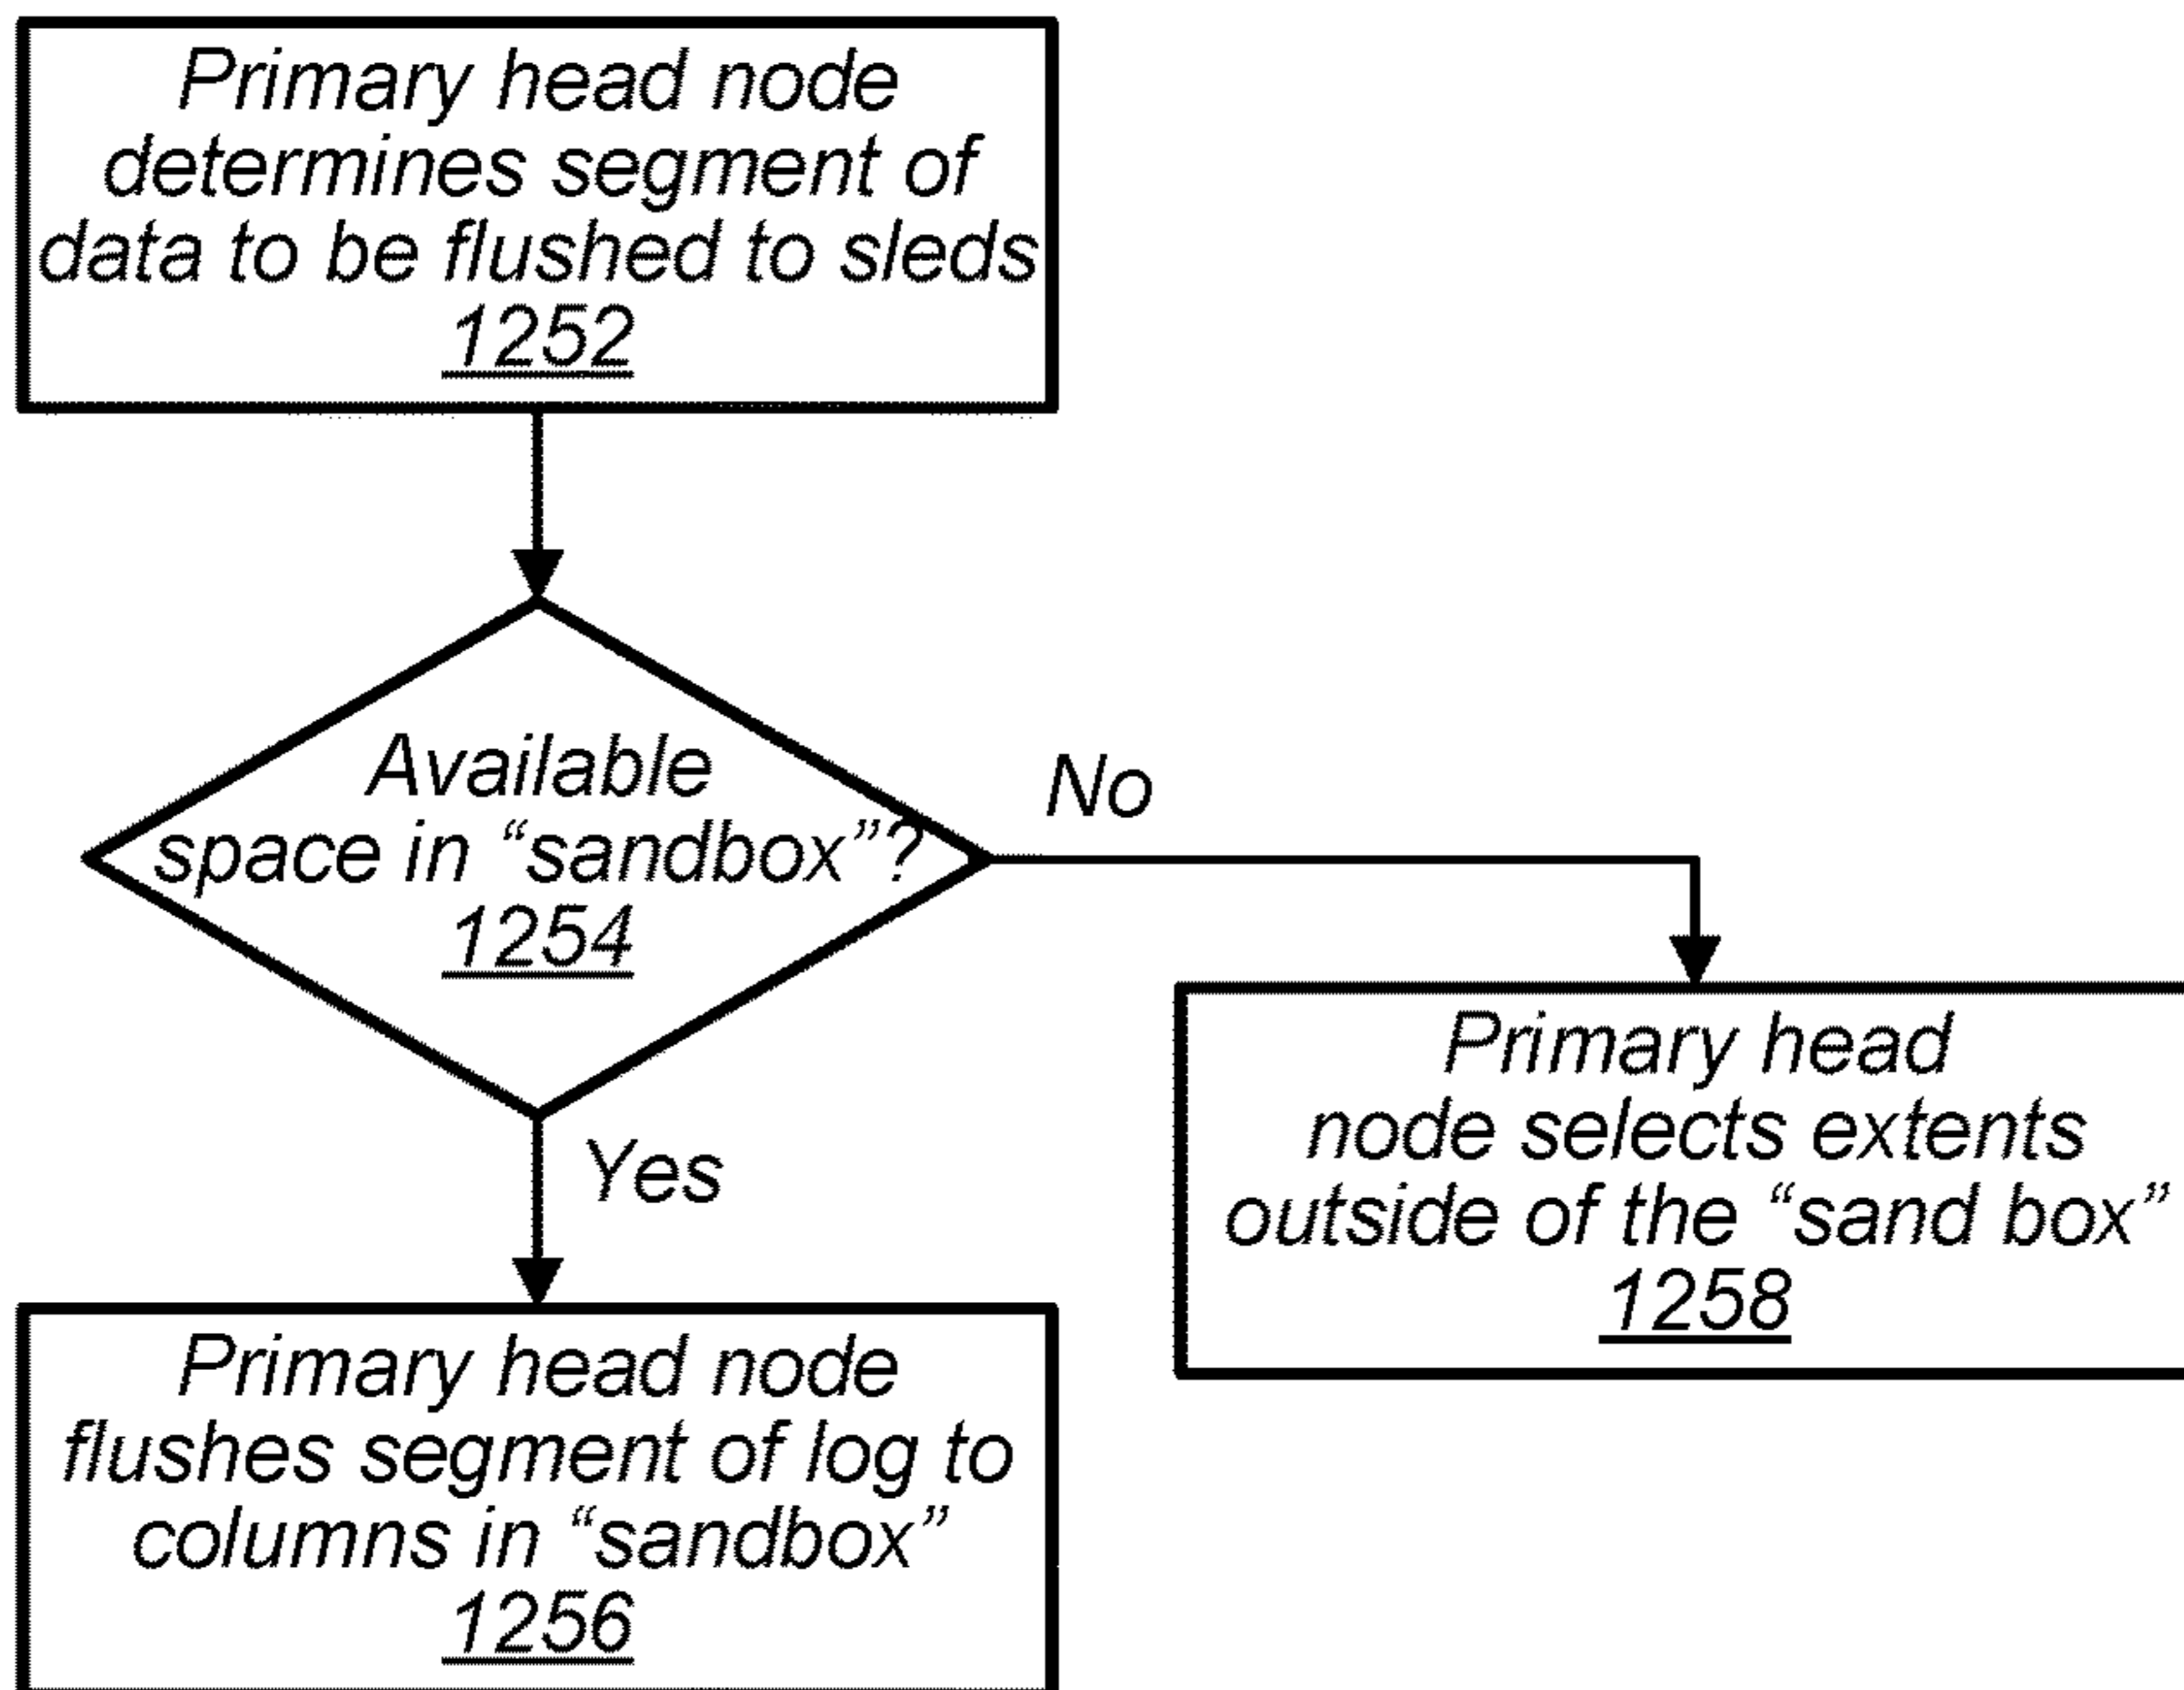 Primary head node
determines segment of
data to be flushed to sleds
1252
Available
space in “sandbox”?
1254
No
Yes
Primary head
node selects extents
outside of the “sand box”
1258
Primary head node
flushes segment of log to
columns in “sandbox”
1256